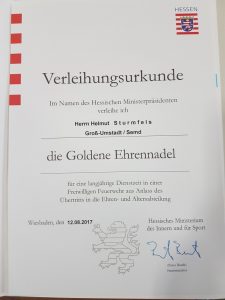 HESSEN
Verleihungsurkunde
Im Namen des Hessischen Ministerpräsidenten
verleihe ich
Herrn Helmut Sturmfels
Groß-Umstadt / Semd
die Goldene Ehrennadel
für eine langjährige Dienstzeit in einer
Freiwilligen Feuerwehr aus Anlass des
Übertritts in die Ehren- und Altersabteilung
Wiesbaden, den 12.08.2017
Hessisches Ministerium
des Innern und für Sport